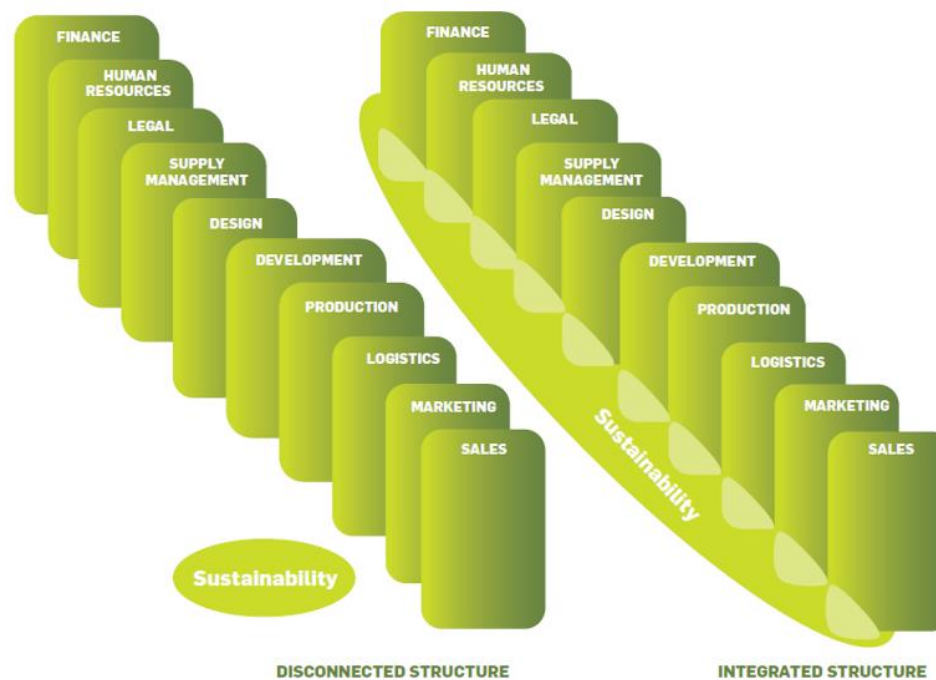 FINANCE
HUMAN
RESOURCES
LEGAL
SUPPLY
MANAGEMENT
DESIGN
DEVELOPMENT
PRODUCTION
LOGISTICS
MARKETING
SALES
Sustainability
DISCONNECTED STRUCTURE
FINANCE
HUMAN
RESOURCES
LEGAL
SUPPLY
MANAGEMENT
DESIGN
DEVELOPMENT
PRODUCTION
LOGISTICS
MARKETING
SALES
Sustainability
INTEGRATED STRUCTURE